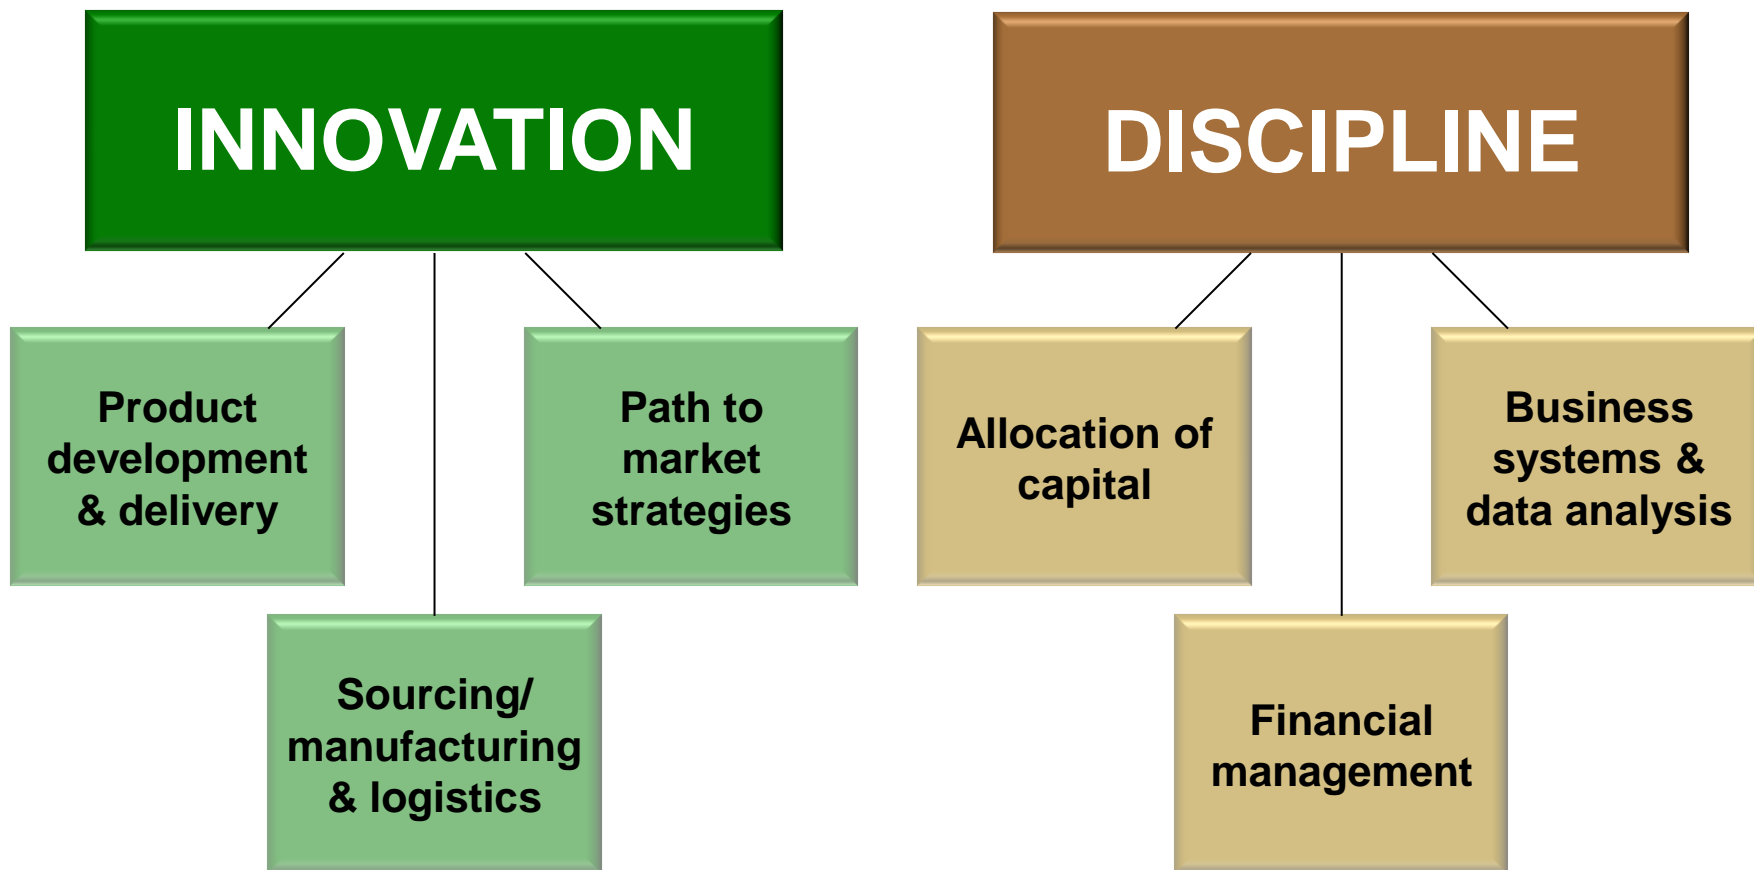 INNOVATION
Product
development
& delivery
Path to
market
strategies
Sourcing/
manufacturing
& logistics
DISCIPLINE
Allocation of
capital
Business
systems &
data analysis
Financial
management